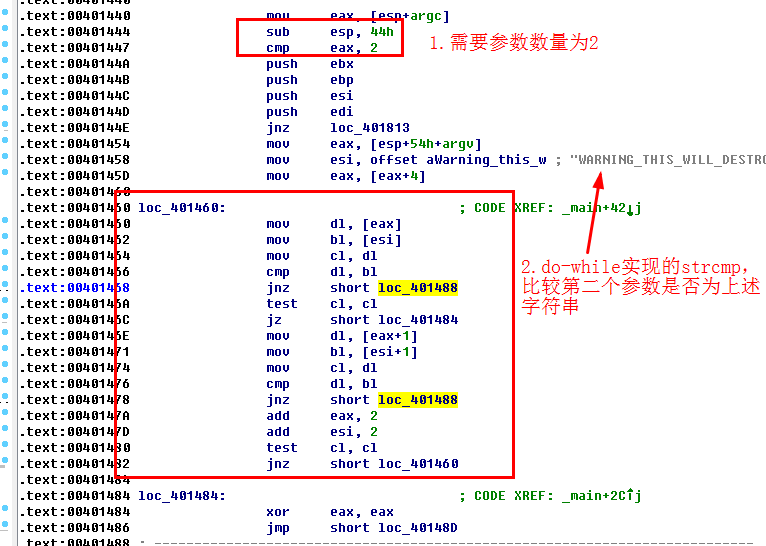 .text:00401440 mov eax, [esp+argc]
.text:00401444 sub esp, 44h
.text:00401447 cmp eax, 2
1.需要参数数量为2
.text:0040144A push ebx
.text:0040144B push ebp
.text:0040144C push esi
.text:0040144D push edi
.text:0040144E jnz loc_401813
.text:00401454 mov eax, [esp+54h+argv]
.text:00401458 mov esi, offset aWarning_this_w ; "WARNING_THIS_WILL_DESTRO
.text:0040145D mov eax, [eax+4]
.text:00401460
.text:00401460 loc_401460: ; CODE XREF: _main+42↓j
.text:00401460 mov dl, [eax]
.text:00401462 mov bl, [esi]
.text:00401464 mov cl, dl
.text:00401466 cmp dl, bl
2.do-while实现的strcmp,
比较第二个参数是否为上述
字符串
.text:00401468 jnz short loc_401488
.text:0040146A test cl, cl
.text:0040146C jz short loc_401484
.text:0040146E mov dl, [eax+1]
.text:00401471 mov bl, [esi+1]
.text:00401474 mov cl, dl
.text:00401476 cmp dl, bl
.text:00401478 jnz short loc_401488
.text:0040147A add eax, 2
.text:0040147D add esi, 2
.text:00401480 test cl, cl
.text:00401482 jnz short loc_401460
.text:00401484
.text:00401484 loc_401484: ; CODE XREF: _main+2C↑j
.text:00401484 xor eax, eax
.text:00401486 jmp short loc_40148D
.text:00401488 ; ---------------------------------------------------------------------------